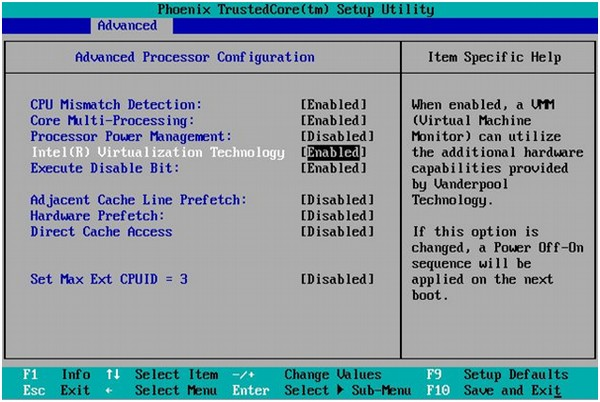 Phoenix TrustedCore(tm) Setup Utility
Advanced
Advanced Processor Configuration
CPU Mismatch Detection: [Enabled]
Core Multi-Processing: [Enabled]
Processor Power Management: [Disabled]
Intel(R) Virtualization Technology [Enabled]
Execute Disable Bit: [Enabled]
Adjacent Cache Line Prefetch: [Disabled]
Hardware Prefetch: [Disabled]
Direct Cache Access [Disabled]
Set Max Ext CPUID = 3 [Disabled]
Item Specific Help
When enabled, a VMM
(Virtual Machine
Monitor) can utilize
the additional hardware
capabilities provided
by Vanderpool
Technology.
If this option is
changed, a Power Off-On
sequence will be
applied on the next
boot.
F1 Info ↑↓ Select Item -/+ Change Values F9 Setup Defaults
Esc Exit ← Select Menu Enter Select ▶ Sub-Menu F10 Save and Exit